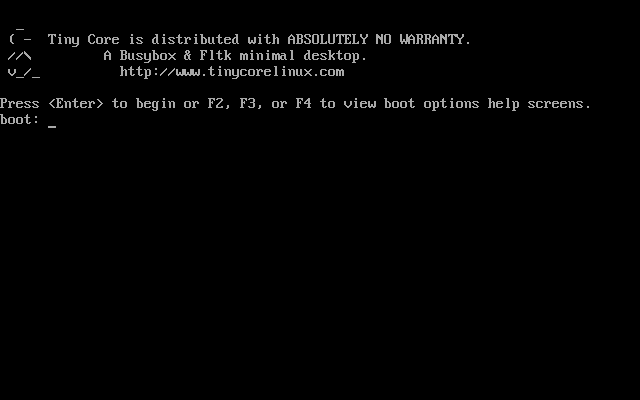 _
( -  Tiny Core is distributed with ABSOLUTELY NO WARRANTY.
//\         A Busybox & Fltk minimal desktop.
v_/_          http://www.tinycorelinux.com
Press <Enter> to begin or F2, F3, or F4 to view boot options help screens.
boot: _